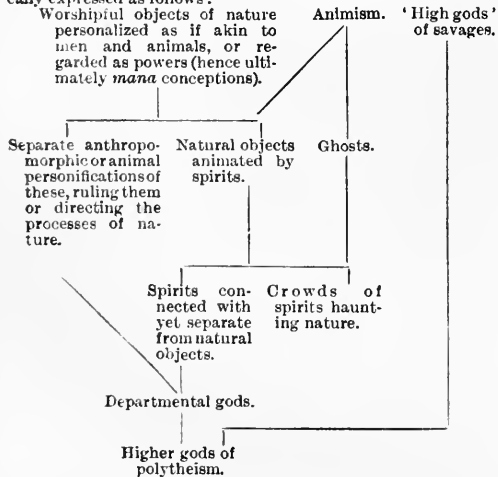 cally expressed as follows:
Worshipful objects of nature
personalized as if akin to
men and animals, or re-
garded as powers (hence ulti-
mately mana conceptions).
Animism.
'High gods'
of savages.
Separate anthropo-
morphic or animal
personifications of
these, ruling them
or directing the
processes of na-
ture.
Natural objects
animated by
spirits.
Ghosts.
Spirits con-
nected with
yet separate
from natural
objects.
Crowds of
spirits haunt-
ing nature.
Departmental gods.
Higher gods of
polytheism.